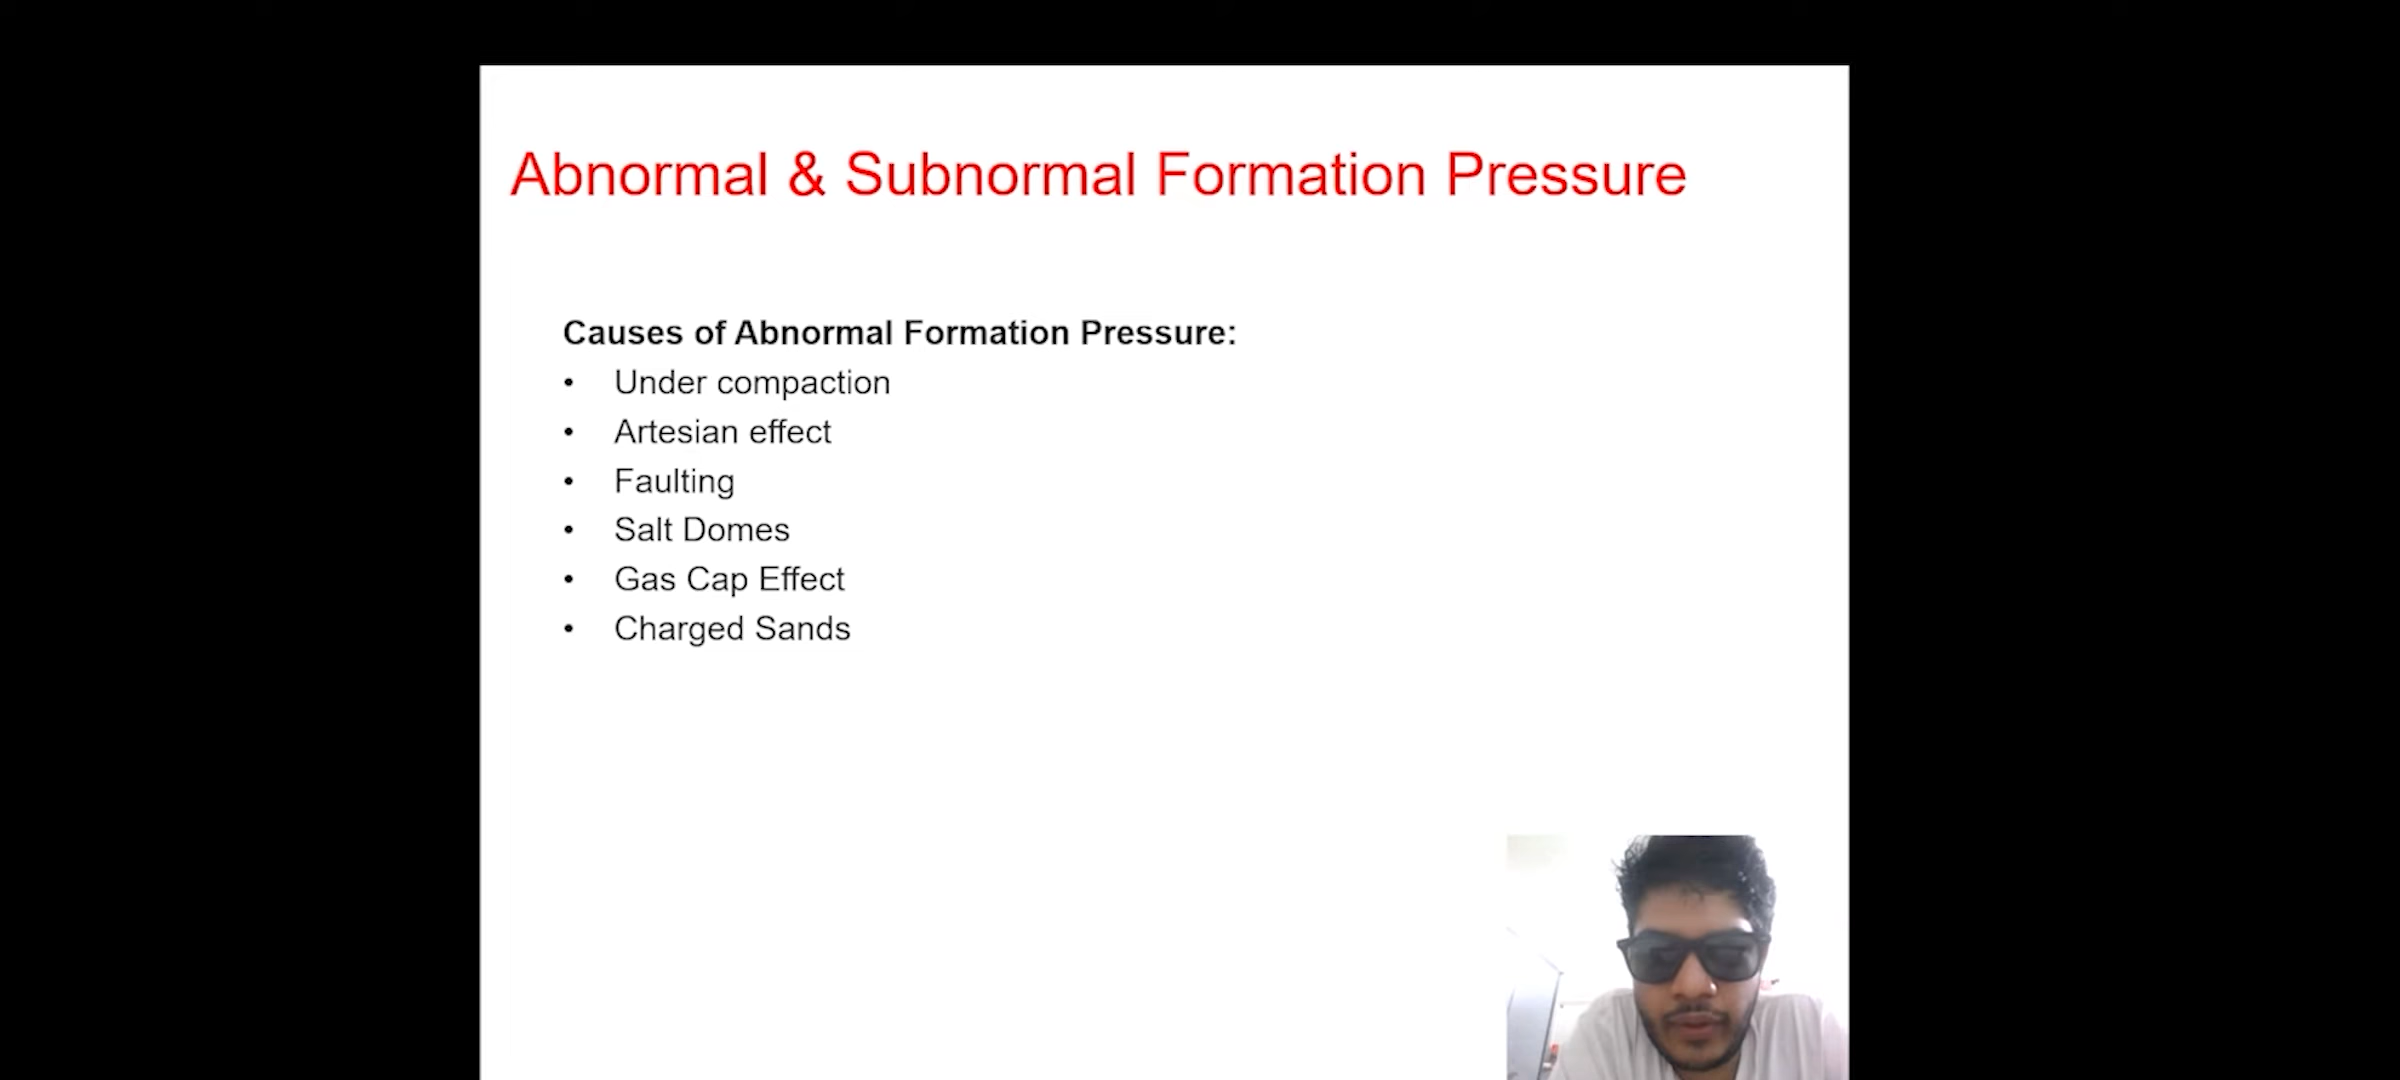 Abnormal & Subnormal Formation Pressure
Causes of Abnormal Formation Pressure:
• Under compaction
• Artesian effect
• Faulting
• Salt Domes
• Gas Cap Effect
• Charged Sands